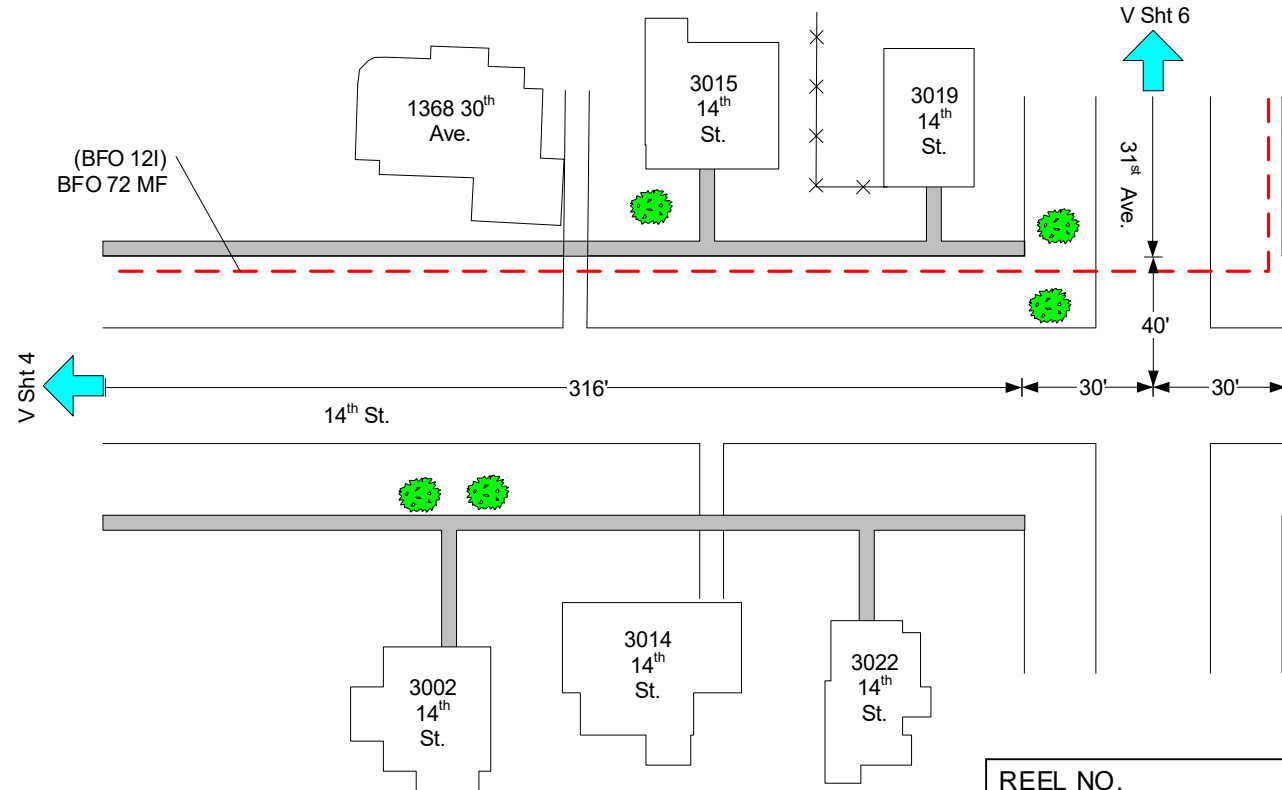 V Sht 6
1368 30th
Ave.
3015
14th
St.
3019
14th
St.
31st Ave.
(BFO 12I)
BFO 72 MF
40'
V Sht 4
316'
30'
30'
14th St.
3002
14th
St.
3014
14th
St.
3022
14th
St.
REEL NO.